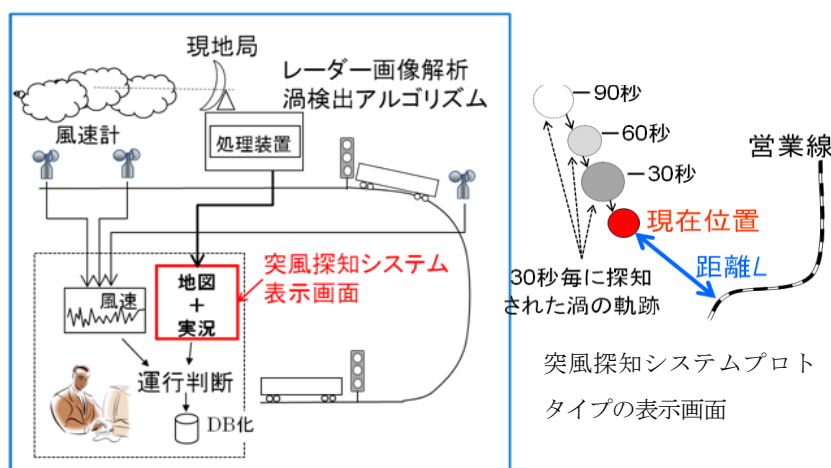 現地局
レーダー画像解析
渦検出アルゴリズム
風速計
処理装置
突風探知システム
表示画面
風速
地図
+
実況
運行判断
DB化
ー90秒
ー60秒
ー30秒
営業線
現在位置
距離L
30秒毎に探知
された渦の軌跡
突風探知システムプロト
タイプの表示画面